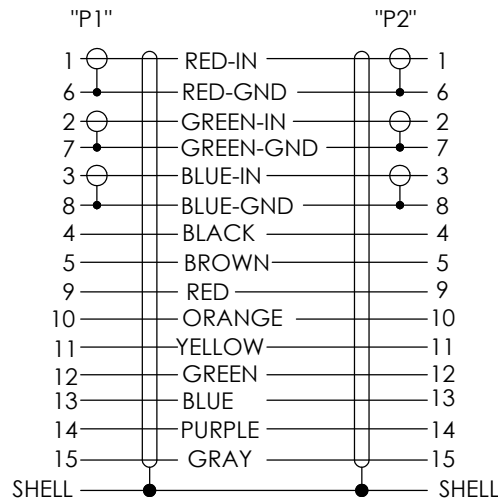 "P1" "P2"
1 RED-IN 1
6 RED-GND 6
2 GREEN-IN 2
7 GREEN-GND 7
3 BLUE-IN 3
8 BLUE-GND 8
4 BLACK 4
5 BROWN 5
9 RED 9
10 ORANGE 10
11 YELLOW 11
12 GREEN 12
13 BLUE 13
14 PURPLE 14
15 GRAY 15
SHELL SHELL